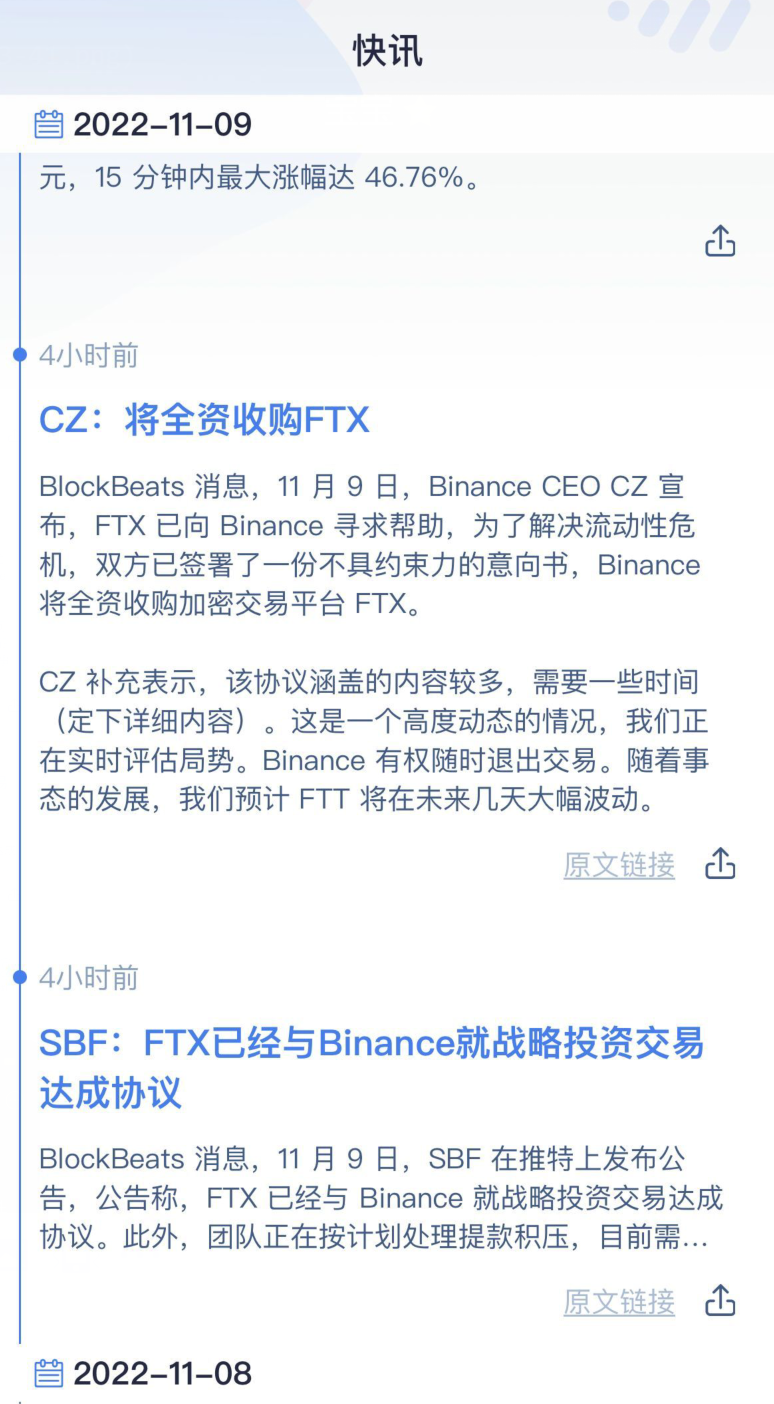 快讯
2022-11-09
元，15 分钟内最大涨幅达 46.76%。
4小时前
CZ：将全资收购FTX
BlockBeats 消息，11 月 9 日，Binance CEO CZ 宣
布，FTX 已向 Binance 寻求帮助，为了解决流动性危
机，双方已签署了一份不具约束力的意向书，Binance
将全资收购加密交易平台 FTX。
CZ 补充表示，该协议涵盖的内容较多，需要一些时间
（定下详细内容）。这是一个高度动态的情况，我们正
在实时评估局势。Binance 有权随时退出交易。随着事
态的发展，我们预计 FTT 将在未来几天大幅波动。
原文链接
4小时前
SBF：FTX已经与Binance就战略投资交易
达成协议
BlockBeats 消息，11 月 9 日，SBF 在推特上发布公
告，公告称，FTX 已经与 Binance 就战略投资交易达成
协议。此外，团队正在按计划处理提款积压，目前需...
原文链接
2022-11-08